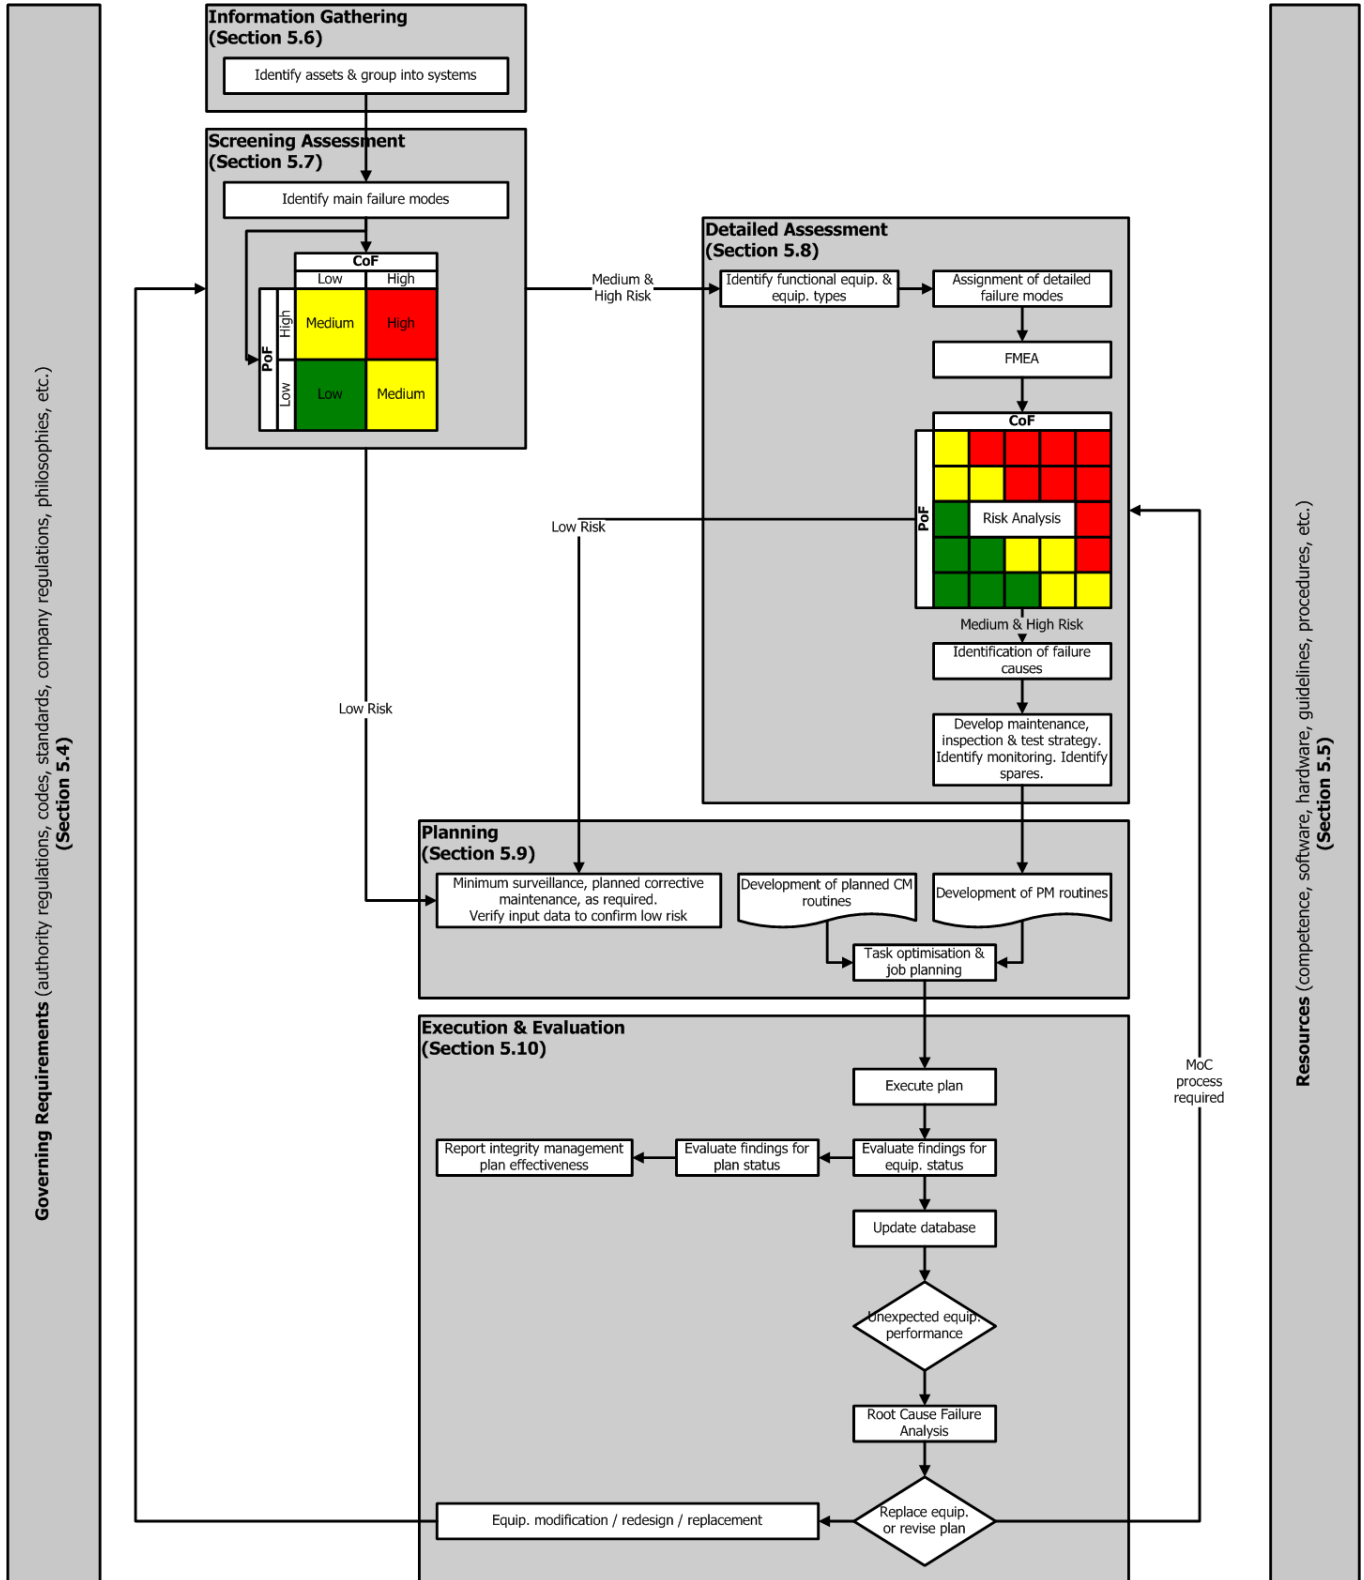 Governing Requirements (authority regulations, codes, standards, company regulations, philosophies, etc.)
(Section 5.4)
Information Gathering
(Section 5.6)
Identify assets & group into systems
Screening Assessment
(Section 5.7)
Identify main failure modes
CoF
Low
High
PoF
High
Low
Medium
High
Low
Medium
Medium &
High Risk
Low Risk
Detailed Assessment
(Section 5.8)
Identify functional equip. &
equip. types
Assignment of detailed
failure modes
FMEA
CoF
PoF
Risk Analysis
Low Risk
Medium & High Risk
Identification of failure
causes
Develop maintenance,
inspection & test strategy.
Identify monitoring. Identify
spares.
Planning
(Section 5.9)
Minimum surveillance, planned corrective
maintenance, as required.
Verify input data to confirm low risk
Development of planned CM
routines
Development of PM routines
Task optimisation &
job planning
Execution & Evaluation
(Section 5.10)
Execute plan
Evaluate findings for
equip. status
Evaluate findings for
plan status
Report integrity management
plan effectiveness
Update database
Unexpected equip.
performance
Root Cause Failure
Analysis
Replace equip.
or revise plan
Equip. modification / redesign / replacement
MoC
process
required
Resources (competence, software, hardware, guidelines, procedures, etc.)
(Section 5.5)